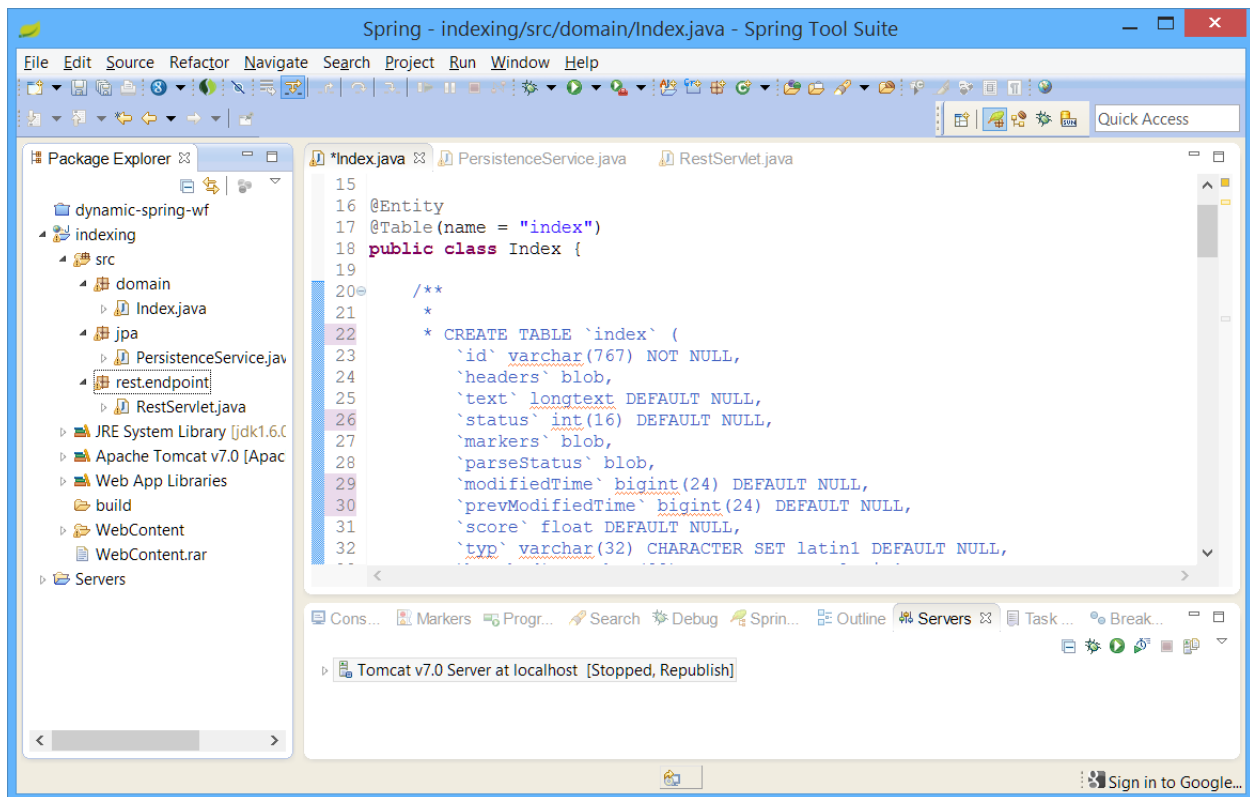 Spring - indexing/src/domain/Index.java - Spring Tool Suite
File Edit Source Refactor Navigate Search Project Run Window Help
Quick Access
Package Explorer
dynamic-spring-wf
indexing
src
domain
Index.java
jpa
PersistenceService.jav
rest.endpoint
RestServlet.java
JRE System Library [jdk1.6.0
Apache Tomcat v7.0 [Apac
Web App Libraries
build
WebContent
WebContent.rar
Servers
*Index.java PersistenceService.java RestServlet.java
15
16 @Entity
17 @Table(name = "index")
18 public class Index {
19
20 /**
21 *
22 * CREATE TABLE `index` (
23 `id` varchar(767) NOT NULL,
24 `headers` blob,
25 `text` longtext DEFAULT NULL,
26 `status` int(16) DEFAULT NULL,
27 `markers` blob,
28 `parseStatus` blob,
29 `modifiedTime` bigint(24) DEFAULT NULL,
30 `prevModifiedTime` bigint(24) DEFAULT NULL,
31 `score` float DEFAULT NULL,
32 `typ` varchar(32) CHARACTER SET latin1 DEFAULT NULL,
Cons... Markers Progr... Search Debug Sprin... Outline Servers Task ... Break...
Tomcat v7.0 Server at localhost [Stopped, Republish]
Sign in to Google...